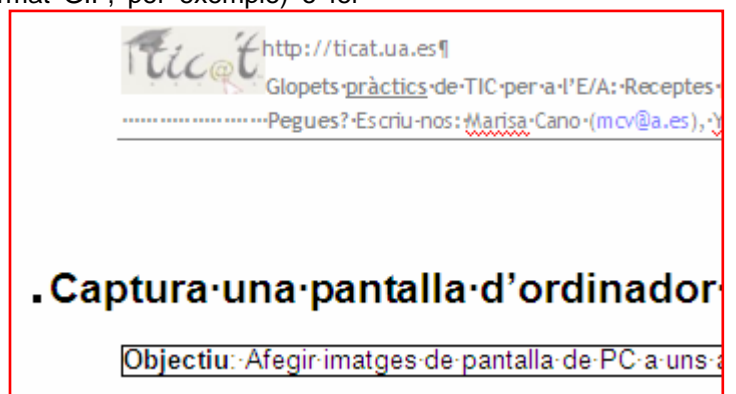 format GIF, per exemple) o fer
Tic@t
http://ticat.ua.es¶
Glopets·pràctics·de·TIC·per·a·l'E/A:·Receptes·
Pegues?·Escriu-nos:·Marisa·Cano·(mcv@a.es),·Y
.Captura·una·pantalla·d'ordinador·
Objectiu:·Afegir·imatges·de·pantalla·de·PC·a·uns·a